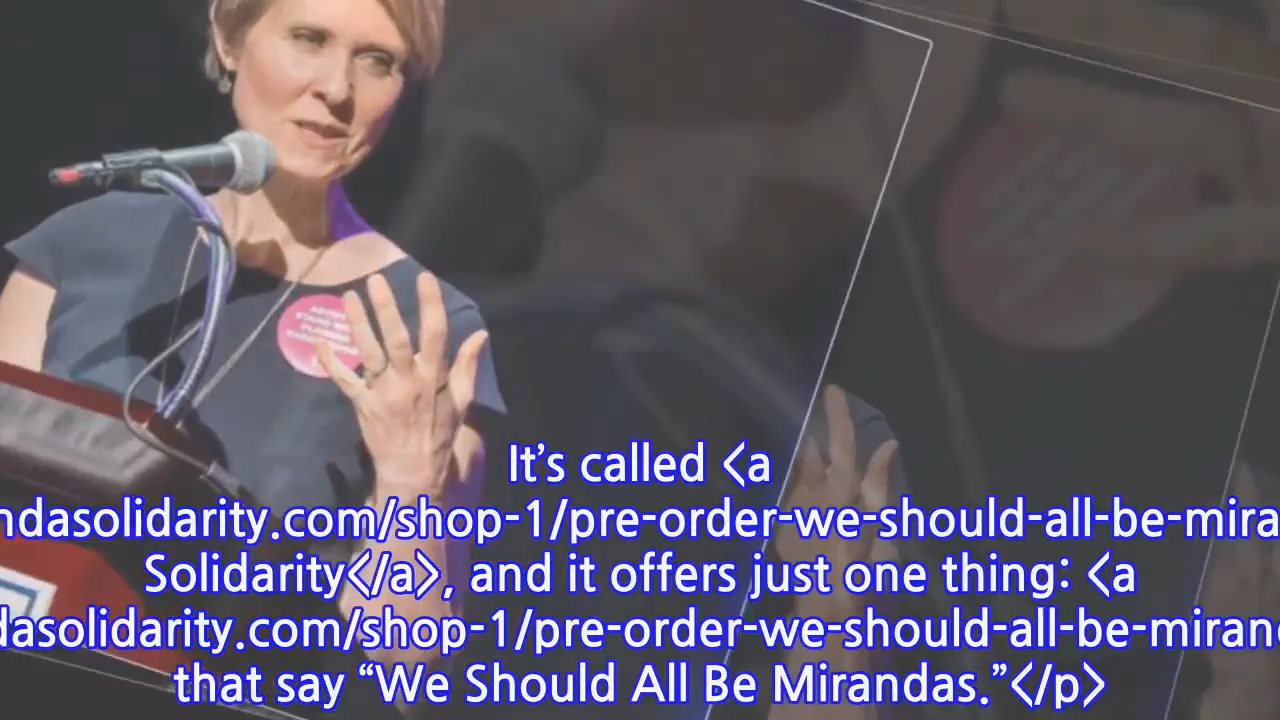 It’s called <a
ndasolidarity.com/shop-1/pre-order-we-should-all-be-mira
Solidarity</a>, and it offers just one thing: <a
dasolidarity.com/shop-1/pre-order-we-should-all-be-miran
that say “We Should All Be Mirandas.”</p>